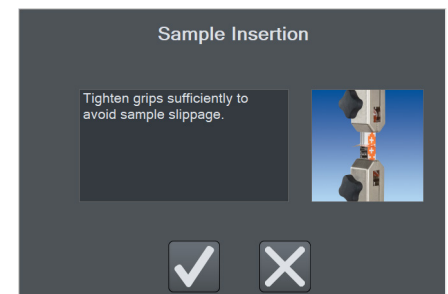 Sample Insertion
Tighten grips sufficiently to
avoid sample slippage.